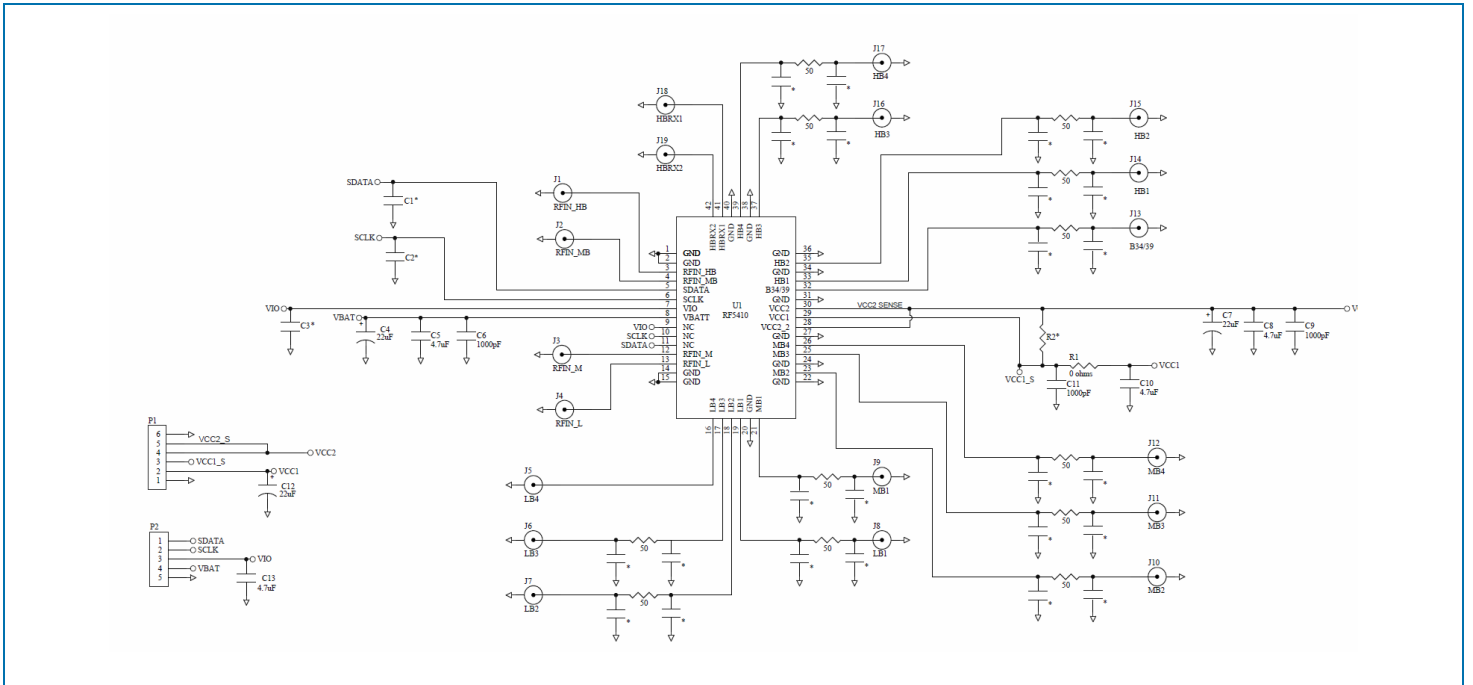 J17
50
HB4
*
*
J18
HBRX1
J16
50
HB3
*
*
J15
50
HB2
*
*
J19
HBRX2
J14
50
HB1
*
*
SDATA
C1*
J1
RFIN_HB
J13
50
B34/39
*
*
SCLK
C2*
J2
RFIN_MB
42
41
40
39
38
37
HBRX2
HBRX1
GND
HB4
GND
HB3
1 GND
2 GND
3 RFIN_HB
4 RFIN_MB
5 SDATA
6 SCLK
7 VIO
8 VBATT
9 NC
10 NC
11 NC
12 RFIN_M
13 RFIN_L
14 GND
15 GND
U1
RF5410
GND 36
HB2 35
GND 34
HB1 33
B34/39 32
GND 31
VCC2 30
VCC1 29
VCC2_2 28
GND 27
MB4 26
MB3 25
GND 24
MB2 23
GND 22
LB4
LB3
LB2
LB1
GND
MB1
16
17
18
19
20
21
VIO
C3*
VBAT
+
C4
22uF
C5
4.7uF
C6
1000pF
VIO
SCLK
SDATA
J3
RFIN_M
J4
RFIN_L
VCC2 SENSE
V
+
C7
22uF
C8
4.7uF
C9
1000pF
R2*
R1
0 ohms
VCC1
VCC1_S
C11
1000pF
C10
4.7uF
P1
6
5 VCC2_S
4 VCC2
3 VCC1_S
2 VCC1
1
+
C12
22uF
P2
1 SDATA
2 SCLK
3 VIO
4 VBAT
5
C13
4.7uF
J5
LB4
J6
LB3
50
*
*
J7
LB2
50
*
*
J9
50
MB1
*
*
J8
50
LB1
*
*
J12
50
MB4
*
*
J11
50
MB3
*
*
J10
50
MB2
*
*